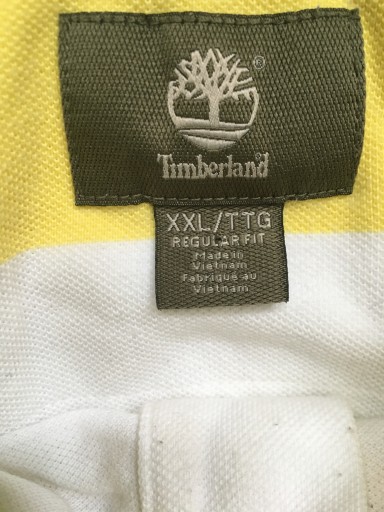 ®
Timberland
XXL/TTG
REGULAR FIT
Made in
Vietnam
Fabriqué au
Vietnam